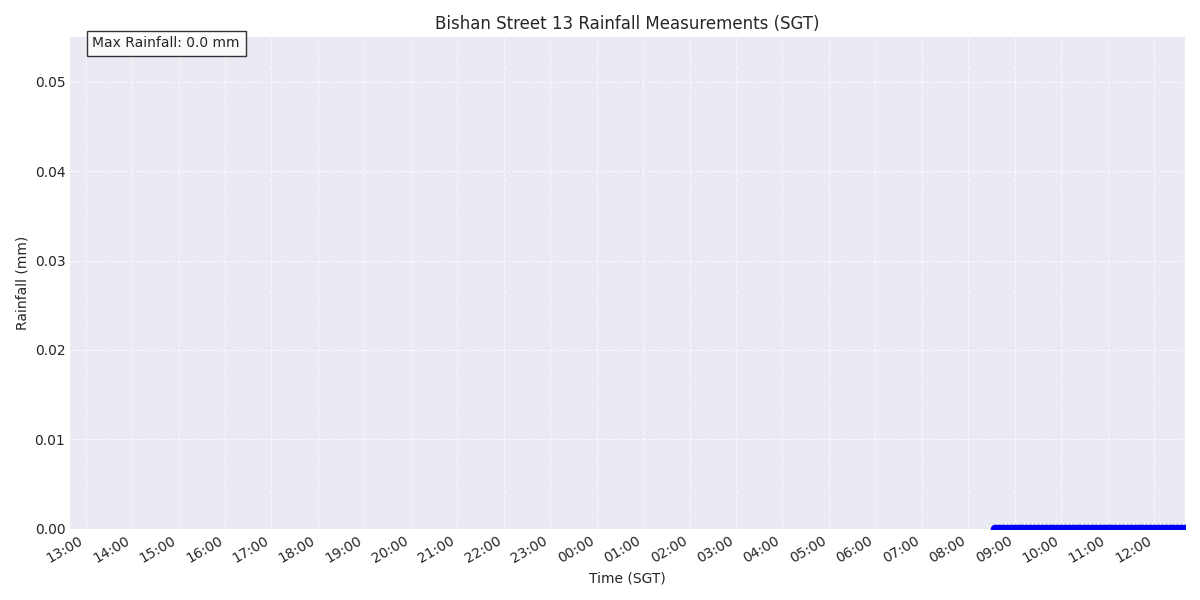 Bishan Street 13 Rainfall Measurements (SGT)
Max Rainfall: 0.0 mm
Rainfall (mm)
0.05
0.04
0.03
0.02
0.01
0.00
13:00 14:00 15:00 16:00 17:00 18:00 19:00 20:00 21:00 22:00 23:00 00:00 01:00 02:00 03:00 04:00 05:00 06:00 07:00 08:00 09:00 10:00 11:00 12:00
Time (SGT)